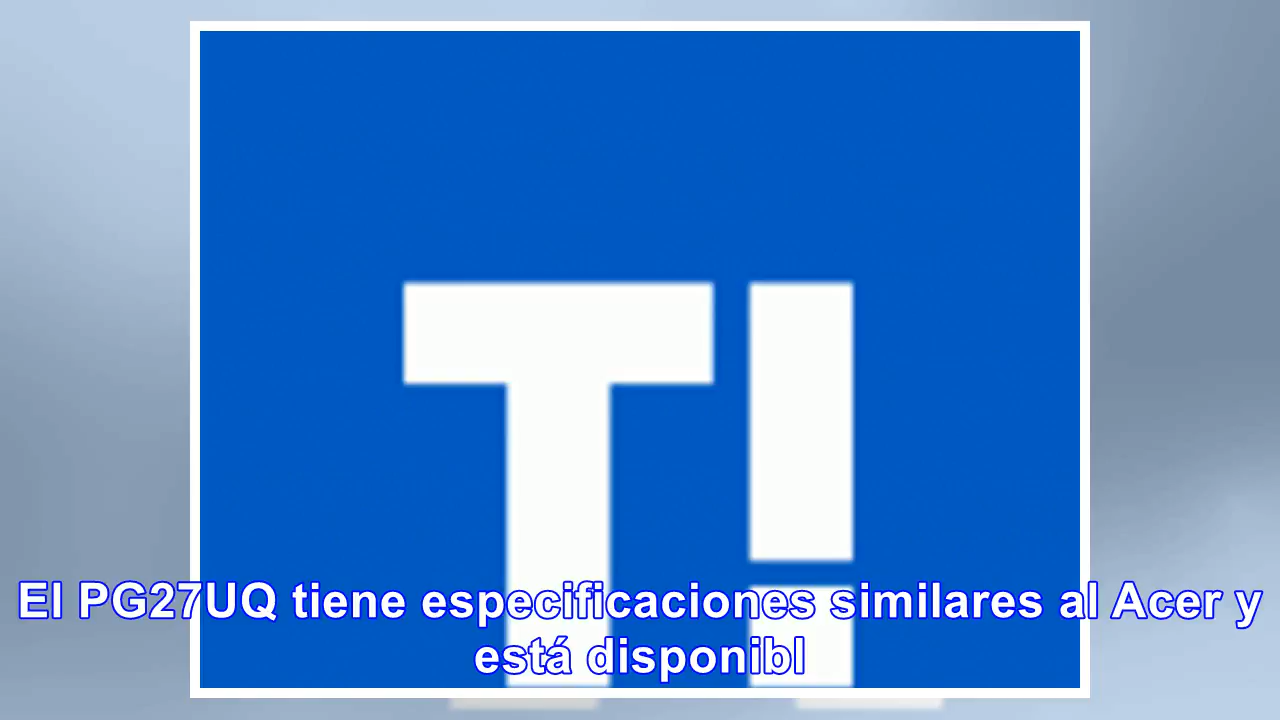 T!
El PG27UQ tiene especificaciones similares al Acer y
está disponibl